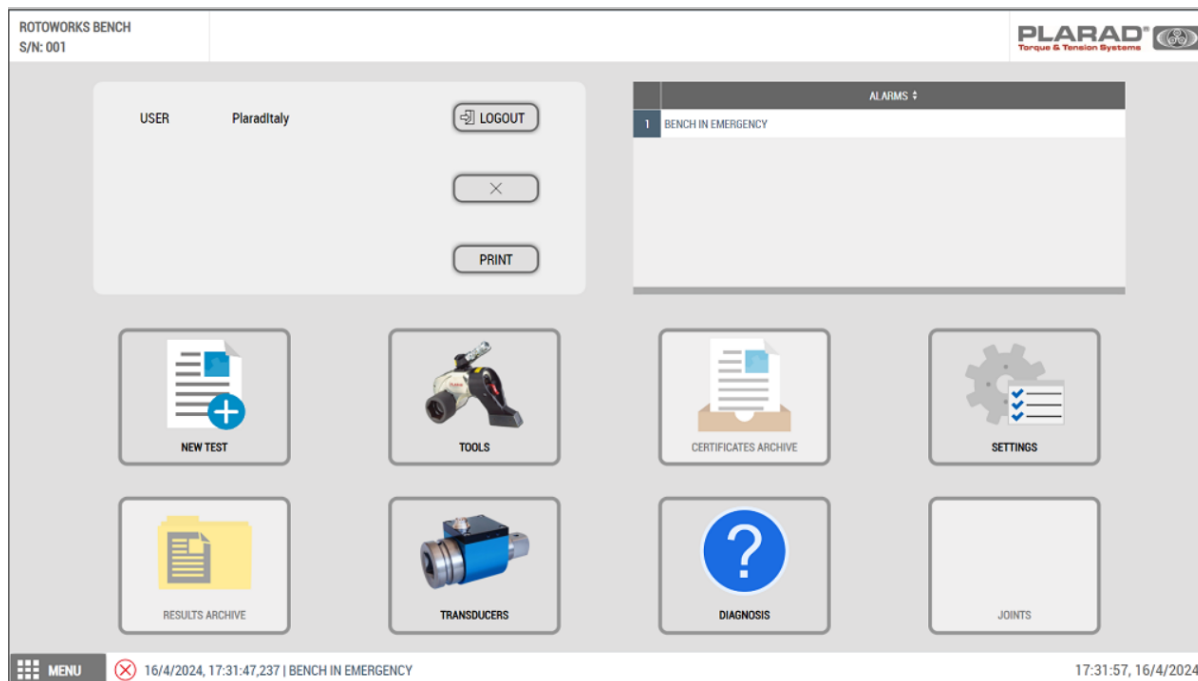 ROTOWORKS BENCH
S/N: 001
PLARAD®
Torque & Tension Systems
USER PlaradItaly
LOGOUT
PRINT
ALARMS
1 BENCH IN EMERGENCY
NEW TEST
TOOLS
CERTIFICATES ARCHIVE
SETTINGS
RESULTS ARCHIVE
TRANSDUCERS
DIAGNOSIS
JOINTS
MENU
16/4/2024, 17:31:47,237 | BENCH IN EMERGENCY
17:31:57, 16/4/2024